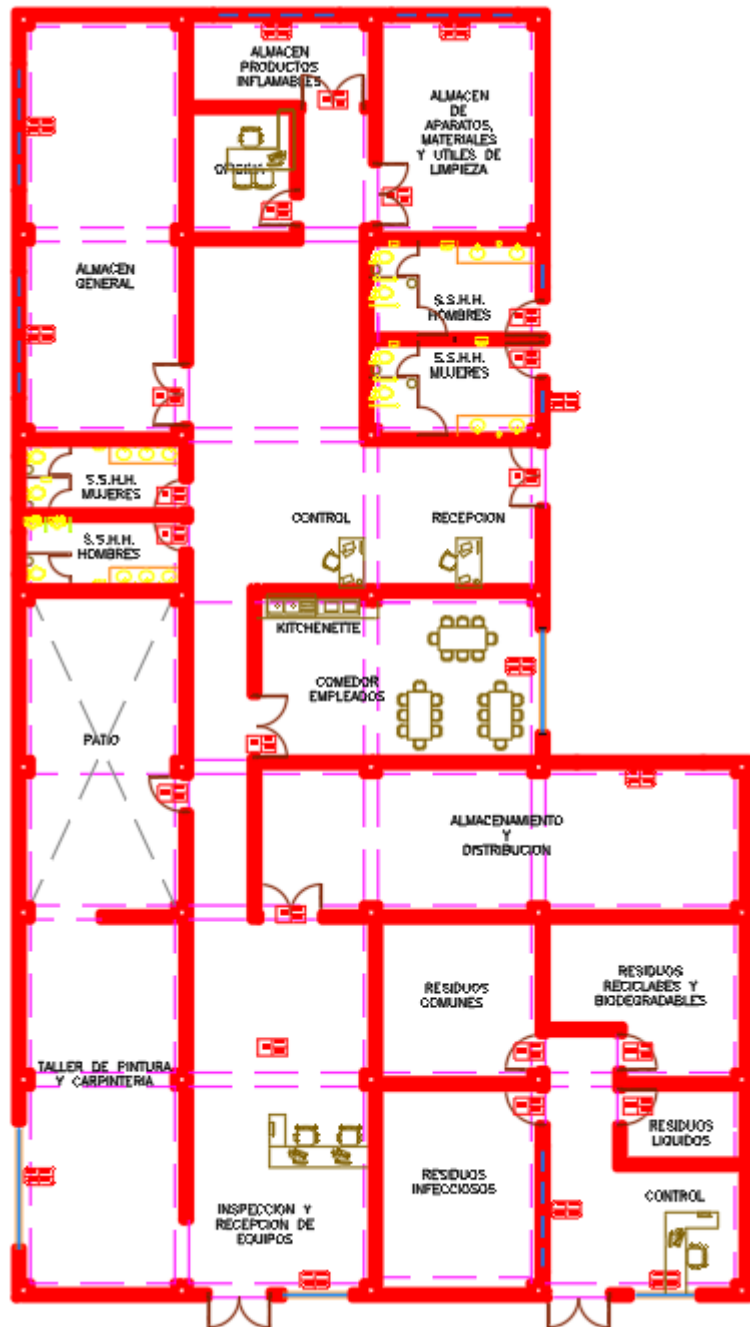 ALMACEN
PRODUCTOS
INFLAMABLES
ALMACEN
DE
APARATOS,
MATERIALES
Y UTILES DE
LIMPIEZA
OFICINA
ALMACEN
GENERAL
S.S.H.H.
HOMBRES
S.S.H.H.
MUJERES
S.S.H.H.
MUJERES
S.S.H.H.
HOMBRES
CONTROL
RECEPCION
KITCHENETTE
COMEDOR
EMPLEADOS
PATIO
ALMACENAMIENTO
Y
DISTRIBUCION
RESIDUOS
COMUNES
RESIDUOS
RECICLABES Y
BIODEGRADABLES
TALLER DE PINTURA
Y CARPINTERIA
RESIDUOS
LIQUIDOS
RESIDUOS
INFECCIOSOS
CONTROL
INSPECCION Y
RECEPCION DE
EQUIPOS